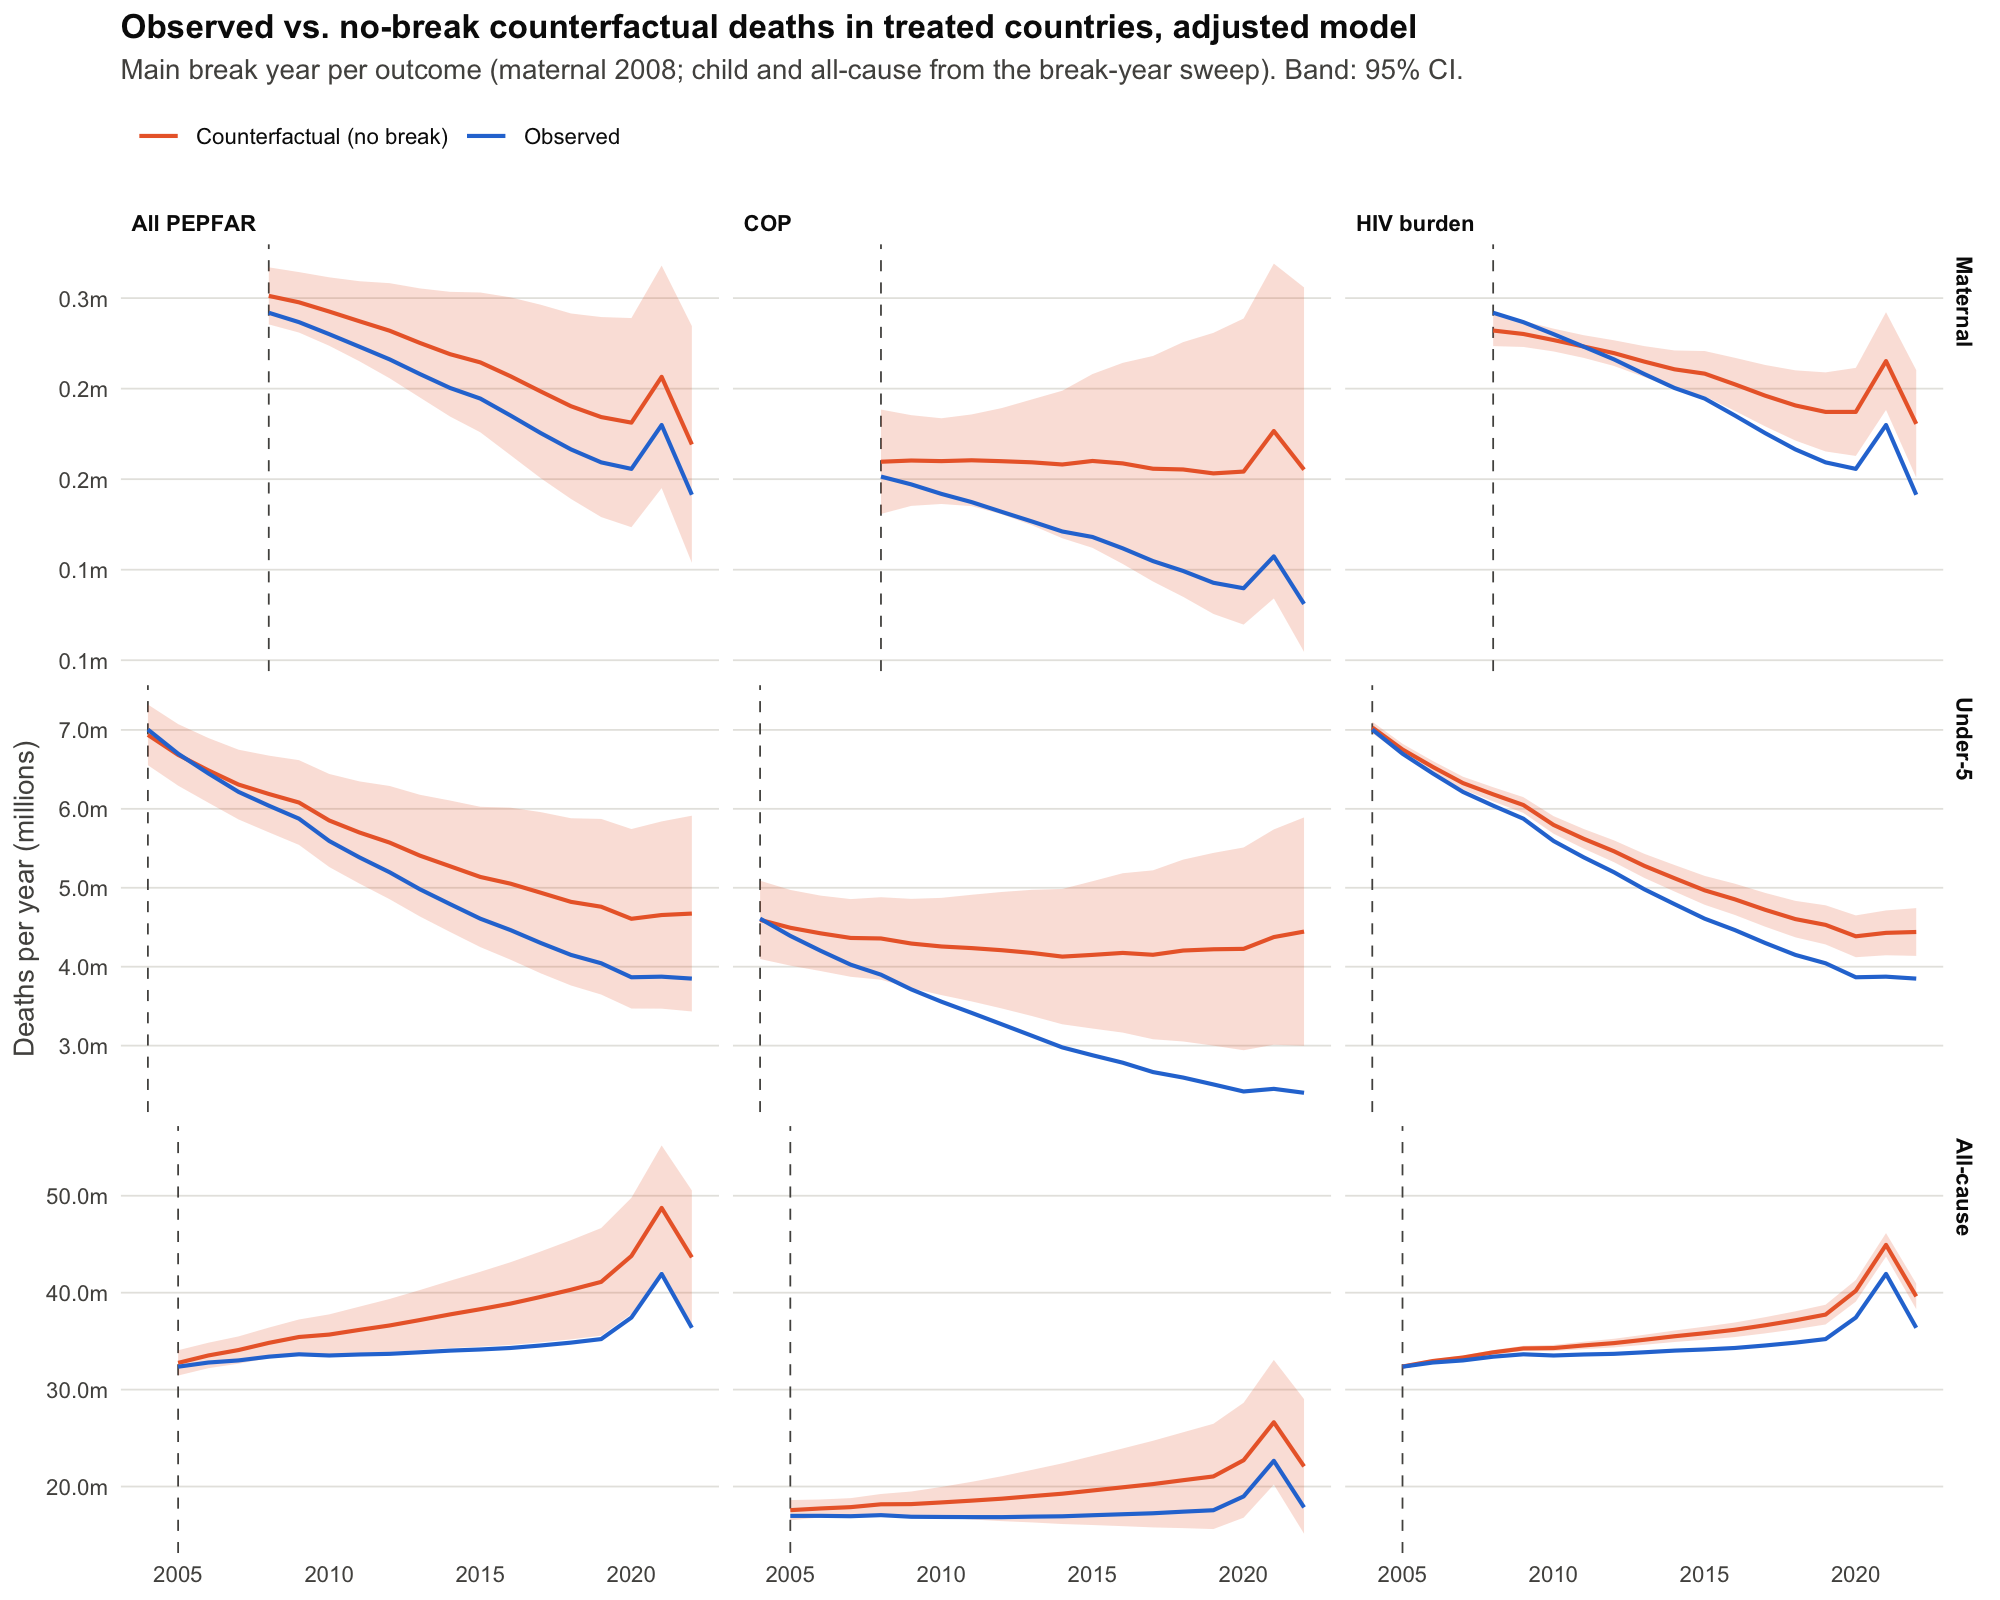 Observed vs. no-break counterfactual deaths in treated countries, adjusted model
Main break year per outcome (maternal 2008; child and all-cause from the break-year sweep). Band: 95% CI.
Counterfactual (no break)
Observed
All PEPFAR
COP
HIV burden
Maternal
0.3m
0.2m
0.2m
0.1m
0.1m
Under-5
7.0m
6.0m
5.0m
4.0m
3.0m
Deaths per year (millions)
All-cause
50.0m
40.0m
30.0m
20.0m
2005 2010 2015 2020
2005 2010 2015 2020
2005 2010 2015 2020